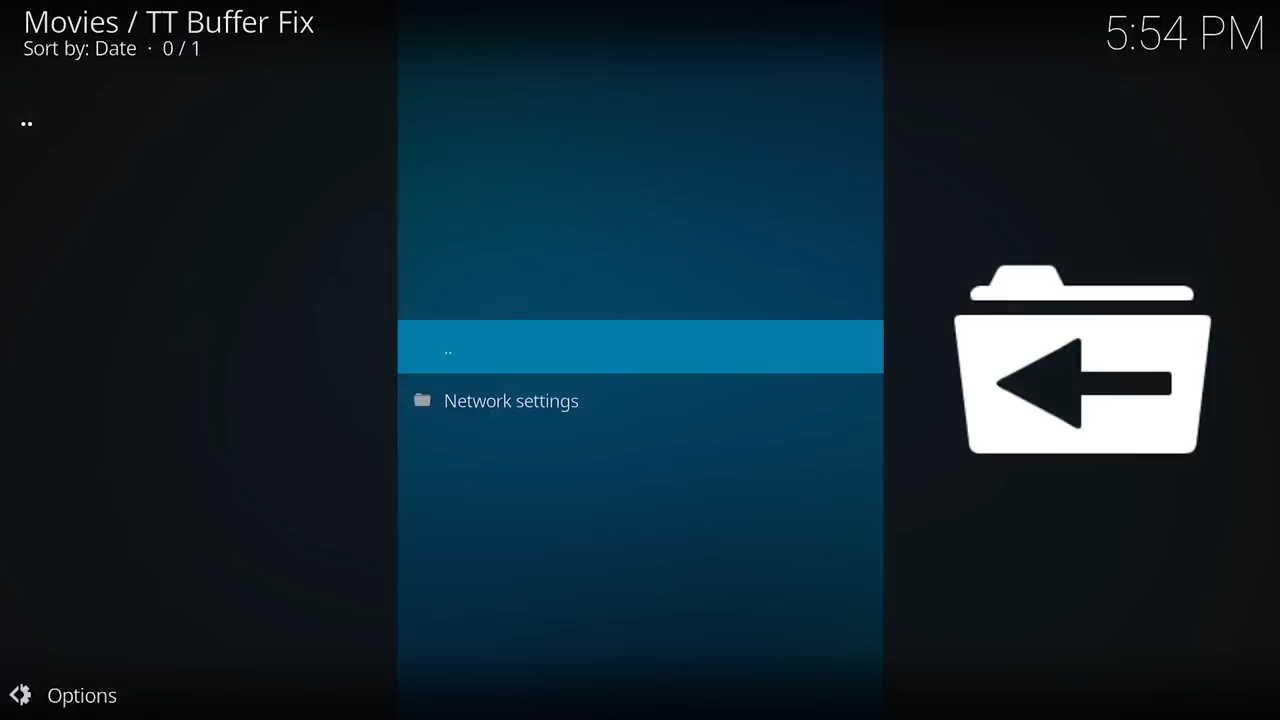 Movies / TT Buffer Fix
Sort by: Date · 0 / 1
5:54 PM
..
..
Network settings
Options